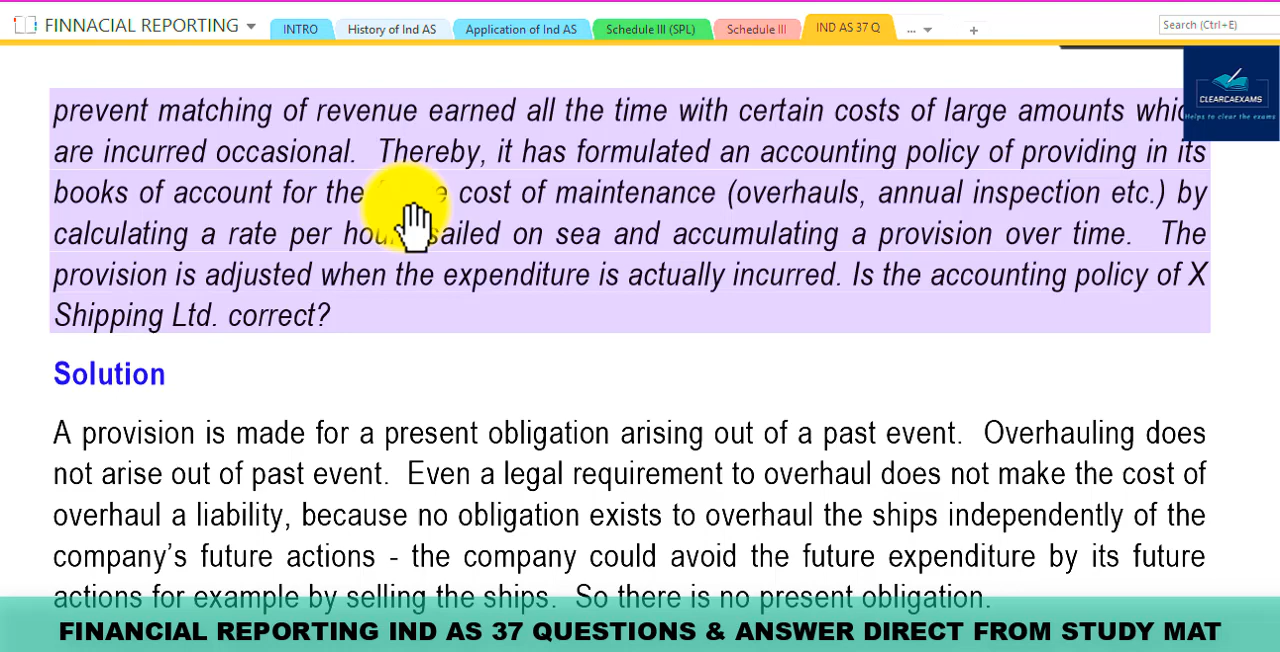 FINNACIAL REPORTING
INTRO
History of Ind AS
Application of Ind AS
Schedule III (SPL)
Schedule III
IND AS 37 Q
...
+
Search (Ctrl+E)
CLEARCAEXAMS
Helps to clear the exams
prevent matching of revenue earned all the time with certain costs of large amounts
are incurred occasional. Thereby, it has formulated an accounting policy of providing in its
books of account for the cost of maintenance (overhauls, annual inspection etc.) by
calculating a rate per sailed on sea and accumulating a provision over time. The
provision is adjusted when the expenditure is actually incurred. Is the accounting policy of X
Shipping Ltd. correct?
Solution
A provision is made for a present obligation arising out of a past event. Overhauling does
not arise out of past event. Even a legal requirement to overhaul does not make the cost of
overhaul a liability, because no obligation exists to overhaul the ships independently of the
company's future actions - the company could avoid the future expenditure by its future
actions for example by selling the ships. So there is no present obligation.
FINANCIAL REPORTING IND AS 37 QUESTIONS & ANSWER DIRECT FROM STUDY MAT